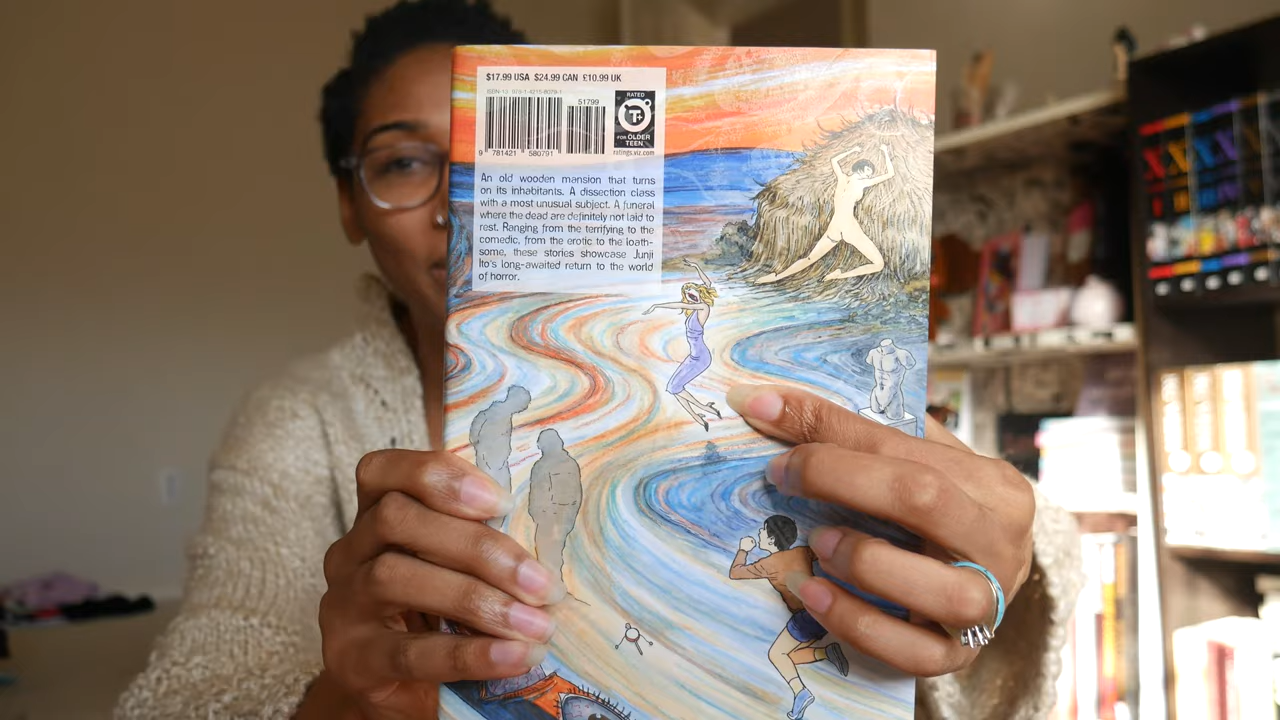 $17.99 USA $24.99 CAN £10.99 UK
ISBN-13: 978-1-4215-8079-1
51799
9 781421 580791
RATED
T+
FOR OLDER
TEEN
ratings.viz.com
An old wooden mansion that turns
on its inhabitants. A dissection class
with a most unusual subject. A funeral
where the dead are definitely not laid to
rest. Ranging from the terrifying to the
comedic, from the erotic to the loath-
some, these stories showcase Junji
Ito's long-awaited return to the world
of horror.